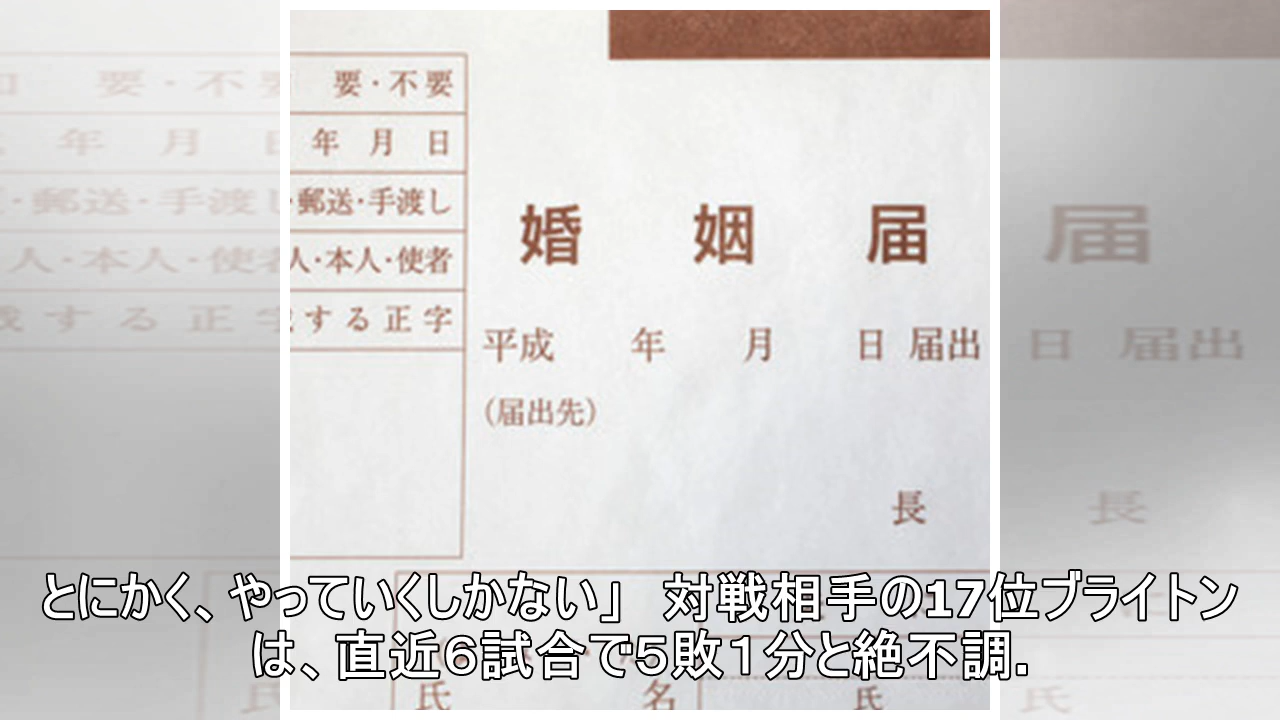 要・不要
年 月 日
・郵送・手渡し
人・本人・使者
する正字
婚 姻 届
平成 年 月 日 届出
(届出先)
長
とにかく、やっていくしかない」 対戦相手の17位ブライトン
は、直近６試合で５敗１分と絶不調.
氏 名 氏